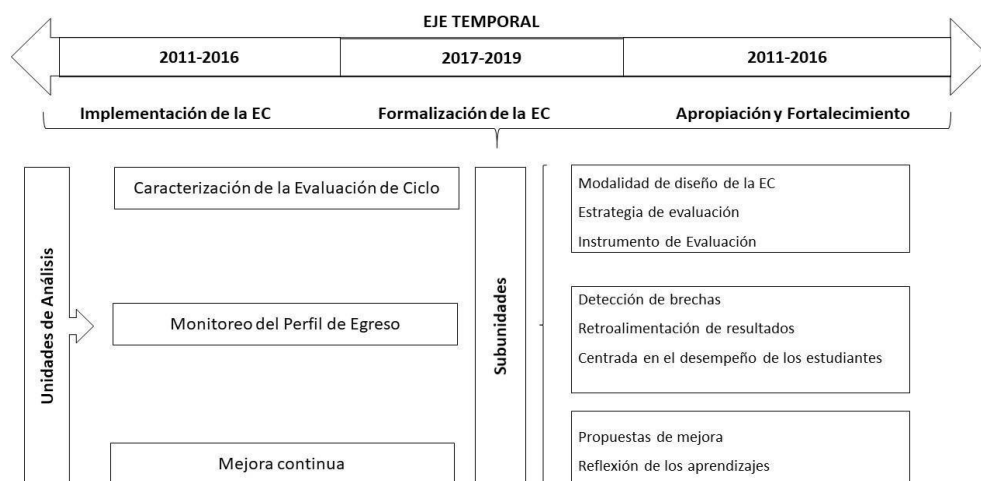 EJE TEMPORAL
2011-2016
2017-2019
2011-2016
Implementación de la EC
Formalización de la EC
Apropiación y Fortalecimiento
Unidades de Análisis
Caracterización de la Evaluación de Ciclo
Monitoreo del Perfil de Egreso
Mejora continua
Subunidades
Modalidad de diseño de la EC
Estrategia de evaluación
Instrumento de Evaluación
Detección de brechas
Retroalimentación de resultados
Centrada en el desempeño de los estudiantes
Propuestas de mejora
Reflexión de los aprendizajes